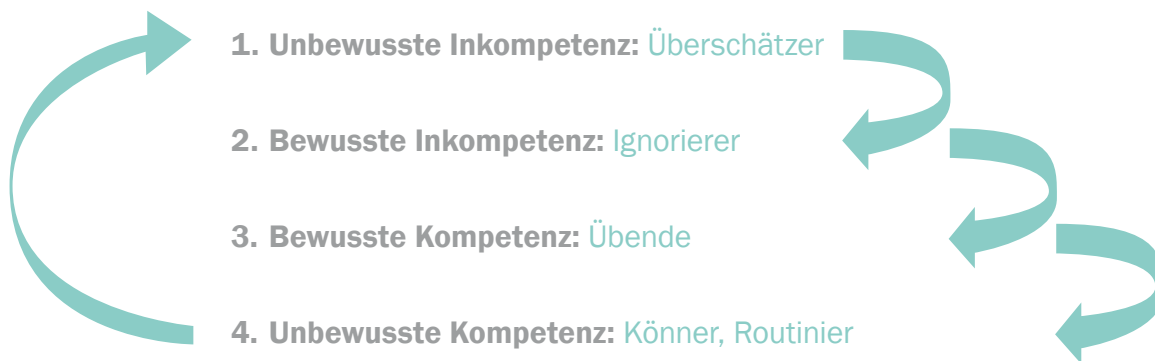 1. Unbewusste Inkompetenz: Überschätzer
2. Bewusste Inkompetenz: Ignorierer
3. Bewusste Kompetenz: Übende
4. Unbewusste Kompetenz: Könner, Routinier